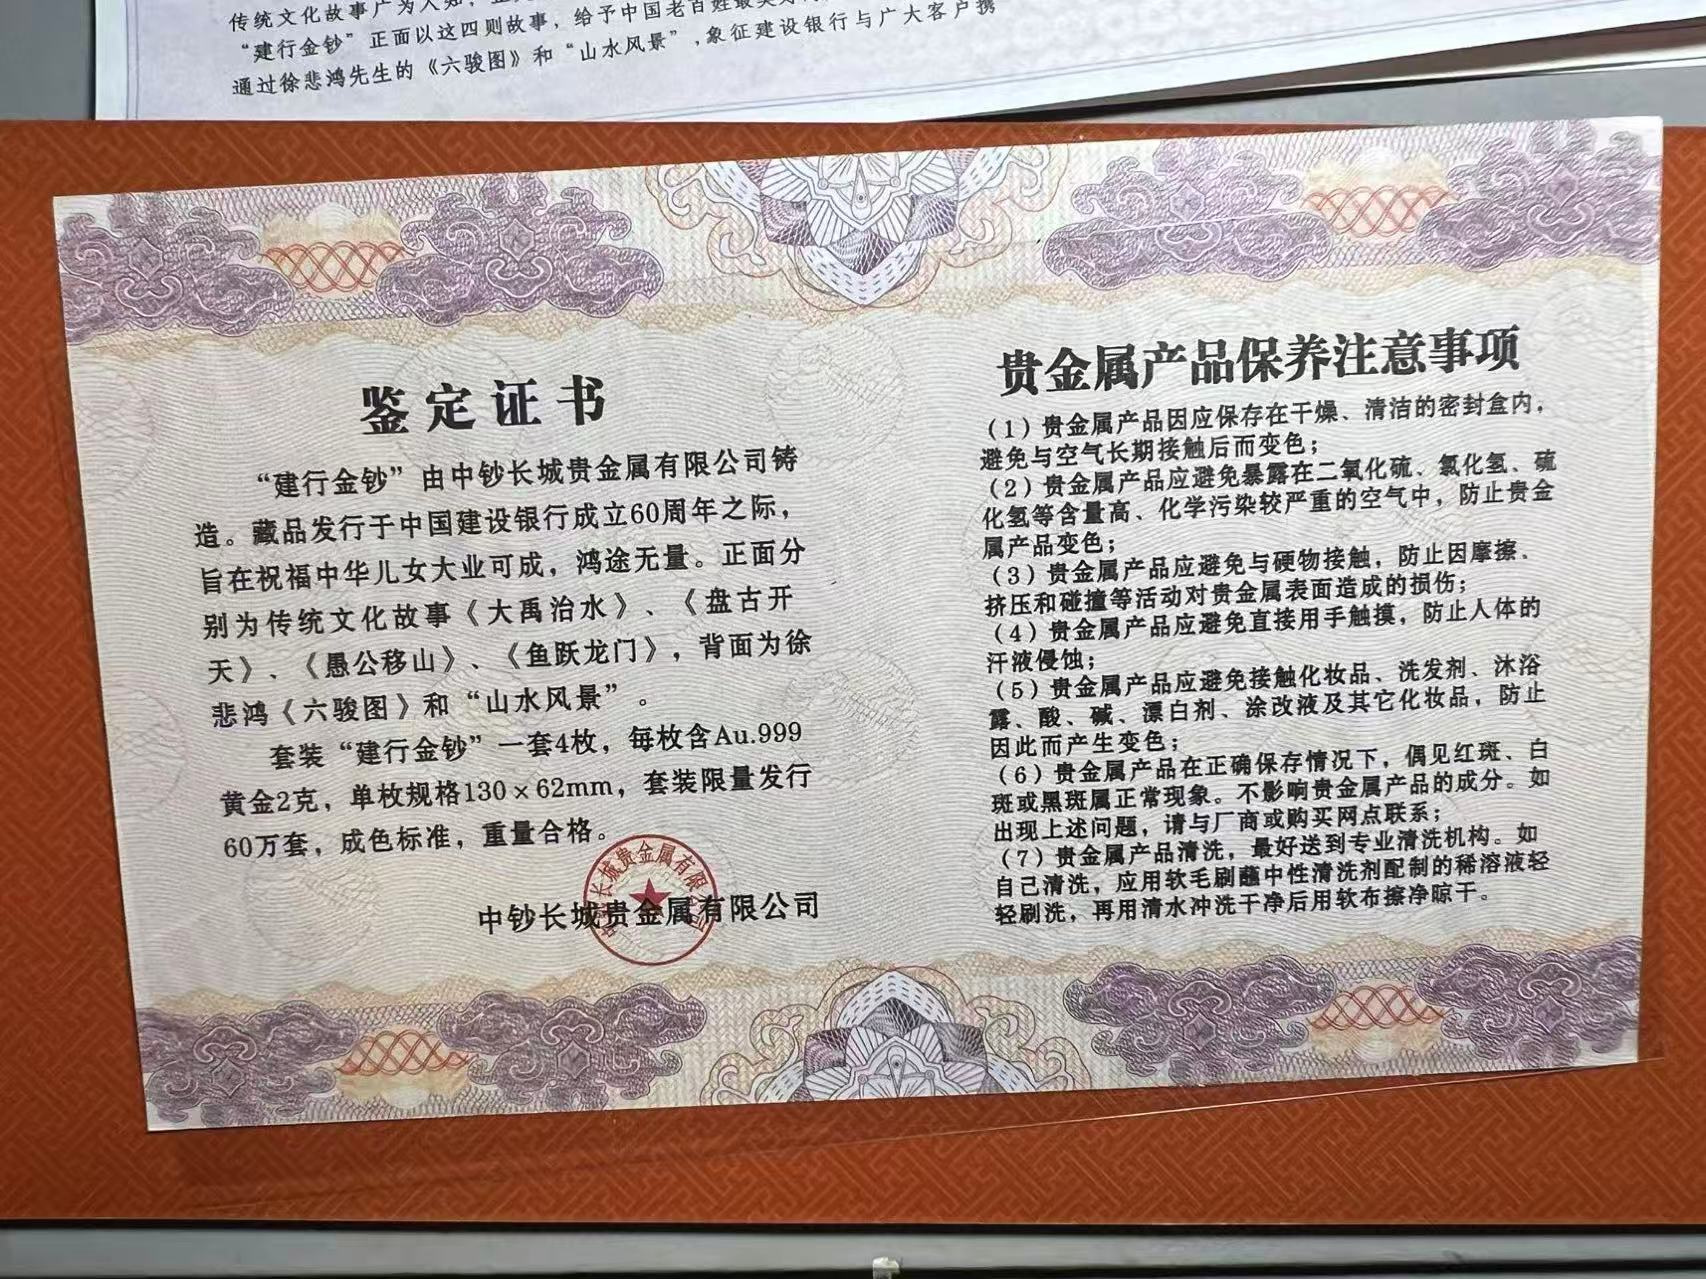 传统文化故事广为人知，
“建行金钞”正面以这四则故事，给予中国老百姓最美好
通过徐悲鸿先生的《六骏图》和“山水风景”，象征建设银行与广大客户携
鉴定证书
“建行金钞”由中钞长城贵金属有限公司铸
造。藏品发行于中国建设银行成立60周年之际，
旨在祝福中华儿女大业可成，鸿途无量。正面分
别为传统文化故事《大禹治水》、《盘古开
天》、《愚公移山》、《鱼跃龙门》，背面为徐
悲鸿《六骏图》和“山水风景”。
套装“建行金钞”一套4枚，每枚含Au.999
黄金2克，单枚规格130×62mm，套装限量发行
60万套，成色标准，重量合格。
中钞长城贵金属有限公司
中钞长城贵金属有限公司
贵金属产品保养注意事项
（1）贵金属产品因应保存在干燥、清洁的密封盒内，
避免与空气长期接触后而变色；
（2）贵金属产品应避免暴露在二氧化硫、氯化氢、硫
化氢等含量高、化学污染较严重的空气中，防止贵金
属产品变色；
（3）贵金属产品应避免与硬物接触，防止因摩擦、
挤压和碰撞等活动对贵金属表面造成的损伤；
（4）贵金属产品应避免直接用手触摸，防止人体的
汗液侵蚀；
（5）贵金属产品应避免接触化妆品、洗发剂、沐浴
露、酸、碱、漂白剂、涂改液及其它化妆品，防止
因此而产生变色；
（6）贵金属产品在正确保存情况下，偶见红斑、白
斑或黑斑属正常现象。不影响贵金属产品的成分。如
出现上述问题，请与厂商或购买网点联系；
（7）贵金属产品清洗，最好送到专业清洗机构。如
自己清洗，应用软毛刷蘸中性清洗剂配制的稀溶液轻
轻刷洗，再用清水冲洗干净后用软布擦净晾干。